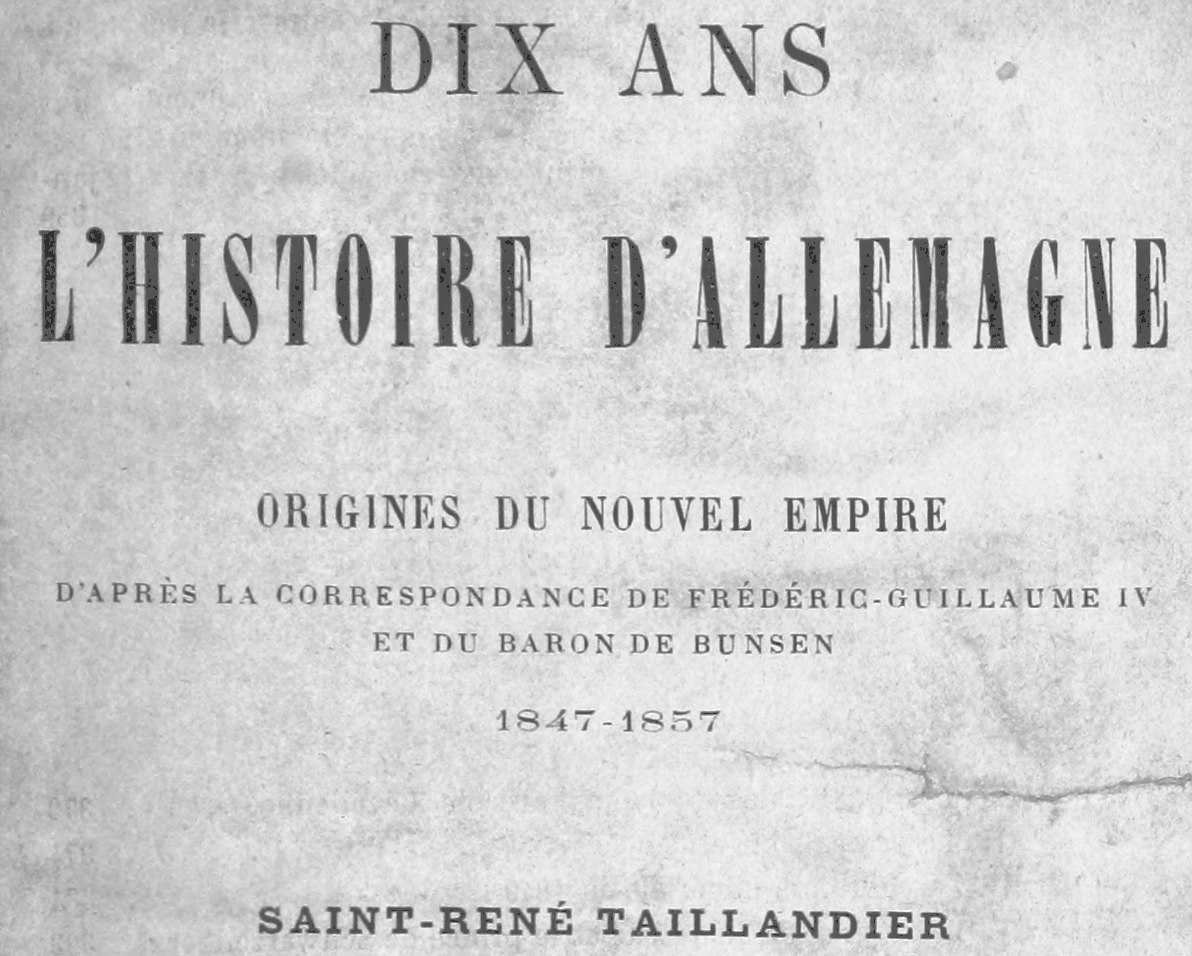 DIX ANS
L'HISTOIRE D'ALLEMAGNE
ORIGINES DU NOUVEL EMPIRE
D'APRÈS LA CORRESPONDANCE DE FRÉDÉRIC-GUILLAUME IV
ET DU BARON DE BUNSEN
1847-1857
SAINT-RENÉ TAILLANDIER